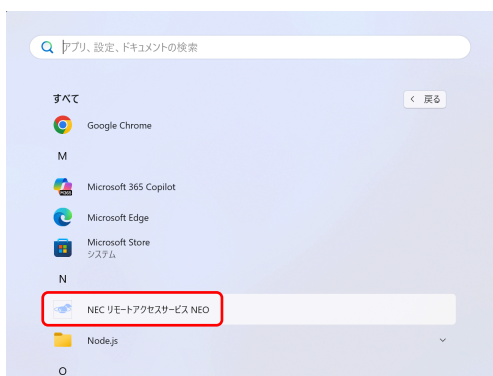 アプリ、設定、ドキュメントの検索
すべて
< 戻る
Google Chrome
M
M365
Microsoft 365 Copilot
Microsoft Edge
Microsoft Store
システム
N
NEC リモートアクセスサービス NEO
Node.js
O